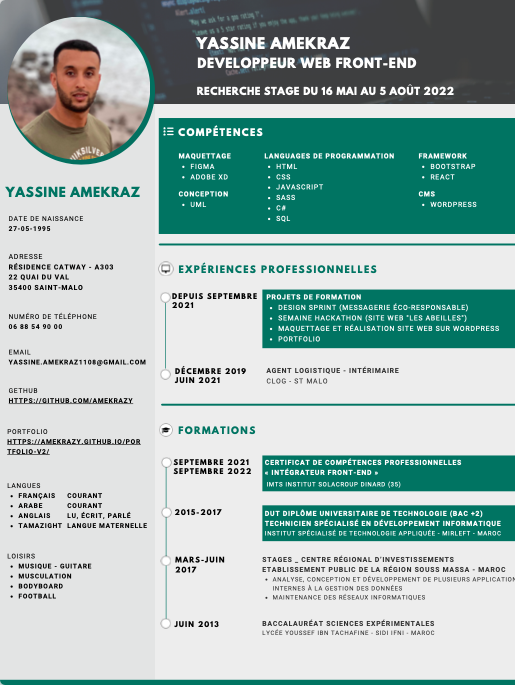 YASSINE AMEKRAZ
DEVELOPPEUR WEB FRONT-END
RECHERCHE STAGE DU 16 MAI AU 5 AOÛT 2022
YASSINE AMEKRAZ
DATE DE NAISSANCE
27-05-1995
ADRESSE
RÉSIDENCE CATWAY - A303
22 QUAI DU VAL
35400 SAINT-MALO
NUMÉRO DE TÉLÉPHONE
06 88 54 90 00
EMAIL
YASSINE.AMEKRAZ1108@GMAIL.COM
GETHUB
HTTPS://GITHUB.COM/AMEKRAZY
PORTFOLIO
HTTPS://AMEKRAZY.GITHUB.IO/POR
TFOLIO-V2/
LANGUES
• FRANÇAIS COURANT
• ARABE COURANT
• ANGLAIS LU, ÉCRIT, PARLÉ
• TAMAZIGHT LANGUE MATERNELLE
LOISIRS
• MUSIQUE - GUITARE
• MUSCULATION
• BODYBOARD
• FOOTBALL
COMPÉTENCES
MAQUETTAGE
• FIGMA
• ADOBE XD
CONCEPTION
• UML
LANGUAGES DE PROGRAMMATION
• HTML
• CSS
• JAVASCRIPT
• SASS
• C#
• SQL
FRAMEWORK
• BOOTSTRAP
• REACT
CMS
• WORDPRESS
EXPÉRIENCES PROFESSIONNELLES
DEPUIS SEPTEMBRE
2021
PROJETS DE FORMATION
• DESIGN SPRINT (MESSAGERIE ÉCO-RESPONSABLE)
• SEMAINE HACKATHON (SITE WEB "LES ABEILLES")
• MAQUETTAGE ET RÉALISATION SITE WEB SUR WORDPRESS
• PORTFOLIO
DÉCEMBRE 2019
JUIN 2021
AGENT LOGISTIQUE - INTÉRIMAIRE
CLOG - ST MALO
FORMATIONS
SEPTEMBRE 2021
SEPTEMBRE 2022
CERTIFICAT DE COMPÉTENCES PROFESSIONNELLES
« INTÉGRATEUR FRONT-END »
IMTS INSTITUT SOLACROUP DINARD (35)
2015-2017
DUT DIPLÔME UNIVERSITAIRE DE TECHNOLOGIE (BAC +2)
TECHNICIEN SPÉCIALISÉ EN DÉVELOPPEMENT INFORMATIQUE
INSTITUT SPÉCIALISÉ DE TECHNOLOGIE APPLIQUÉE - MIRLEFT - MAROC
MARS-JUIN
2017
STAGES _ CENTRE RÉGIONAL D'INVESTISSEMENTS
ETABLISSEMENT PUBLIC DE LA RÉGION SOUSS MASSA - MAROC
• ANALYSE, CONCEPTION ET DÉVELOPPEMENT DE PLUSIEURS APPLICATION
INTERNES À LA GESTION DES DONNÉES
• MAINTENANCE DES RÉSEAUX INFORMATIQUES
JUIN 2013
BACCALAURÉAT SCIENCES EXPÉRIMENTALES
LYCÉE YOUSSEF IBN TACHAFINE - SIDI IFNI - MAROC